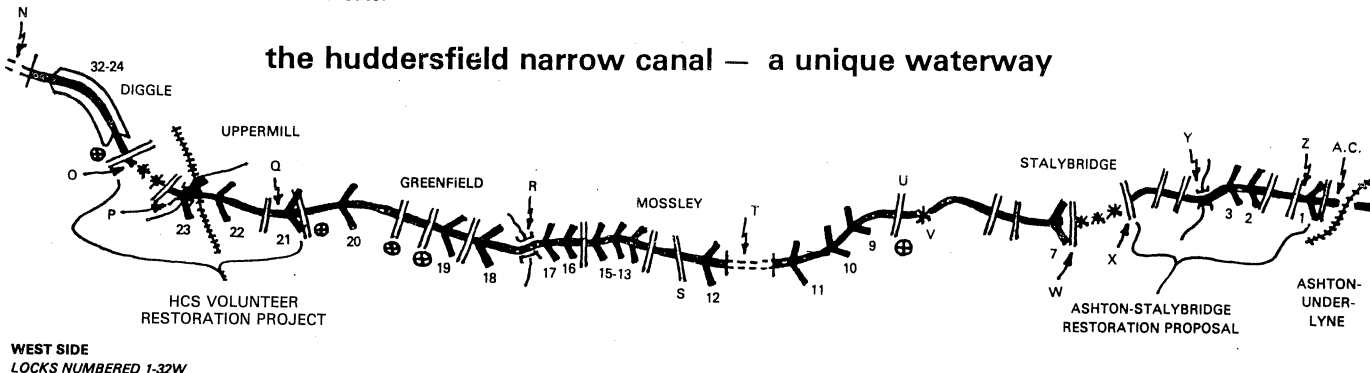 the huddersfield narrow canal — a unique waterway
N
32-24
DIGGLE
UPPERMILL
O
P
Q
23
22
21
20
GREENFIELD
R
19
18
17
16
15-13
MOSSLEY
S
12
T
11
10
9
U
V
STALYBRIDGE
7
W
X
Y
3
2
Z
1
A.C.
HCS VOLUNTEER
RESTORATION PROJECT
ASHTON-STALYBRIDGE
RESTORATION PROPOSAL
ASHTON-
UNDER-
LYNE
WEST SIDE
LOCKS NUMBERED 1-32W